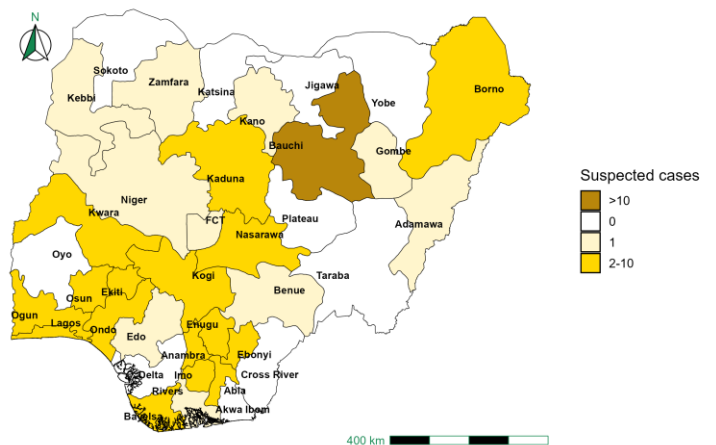 N
Sokoto
Zamfara
Katsina
Jigawa
Yobe
Borno
Kebbi
Kano
Bauchi
Gombe
Kaduna
Niger
Kwara
FCT
Plateau
Adamawa
Nasarawa
Oyo
Kogi
Taraba
Benue
Osun
Ekiti
Ogun
Lagos
Ondo
Edo
Enugu
Anambra
Ebonyi
Delta
Imo
Cross River
Rivers
Abia
Bayelsa
Akwa Ibom
Suspected cases
>10
0
1
2-10
400 km